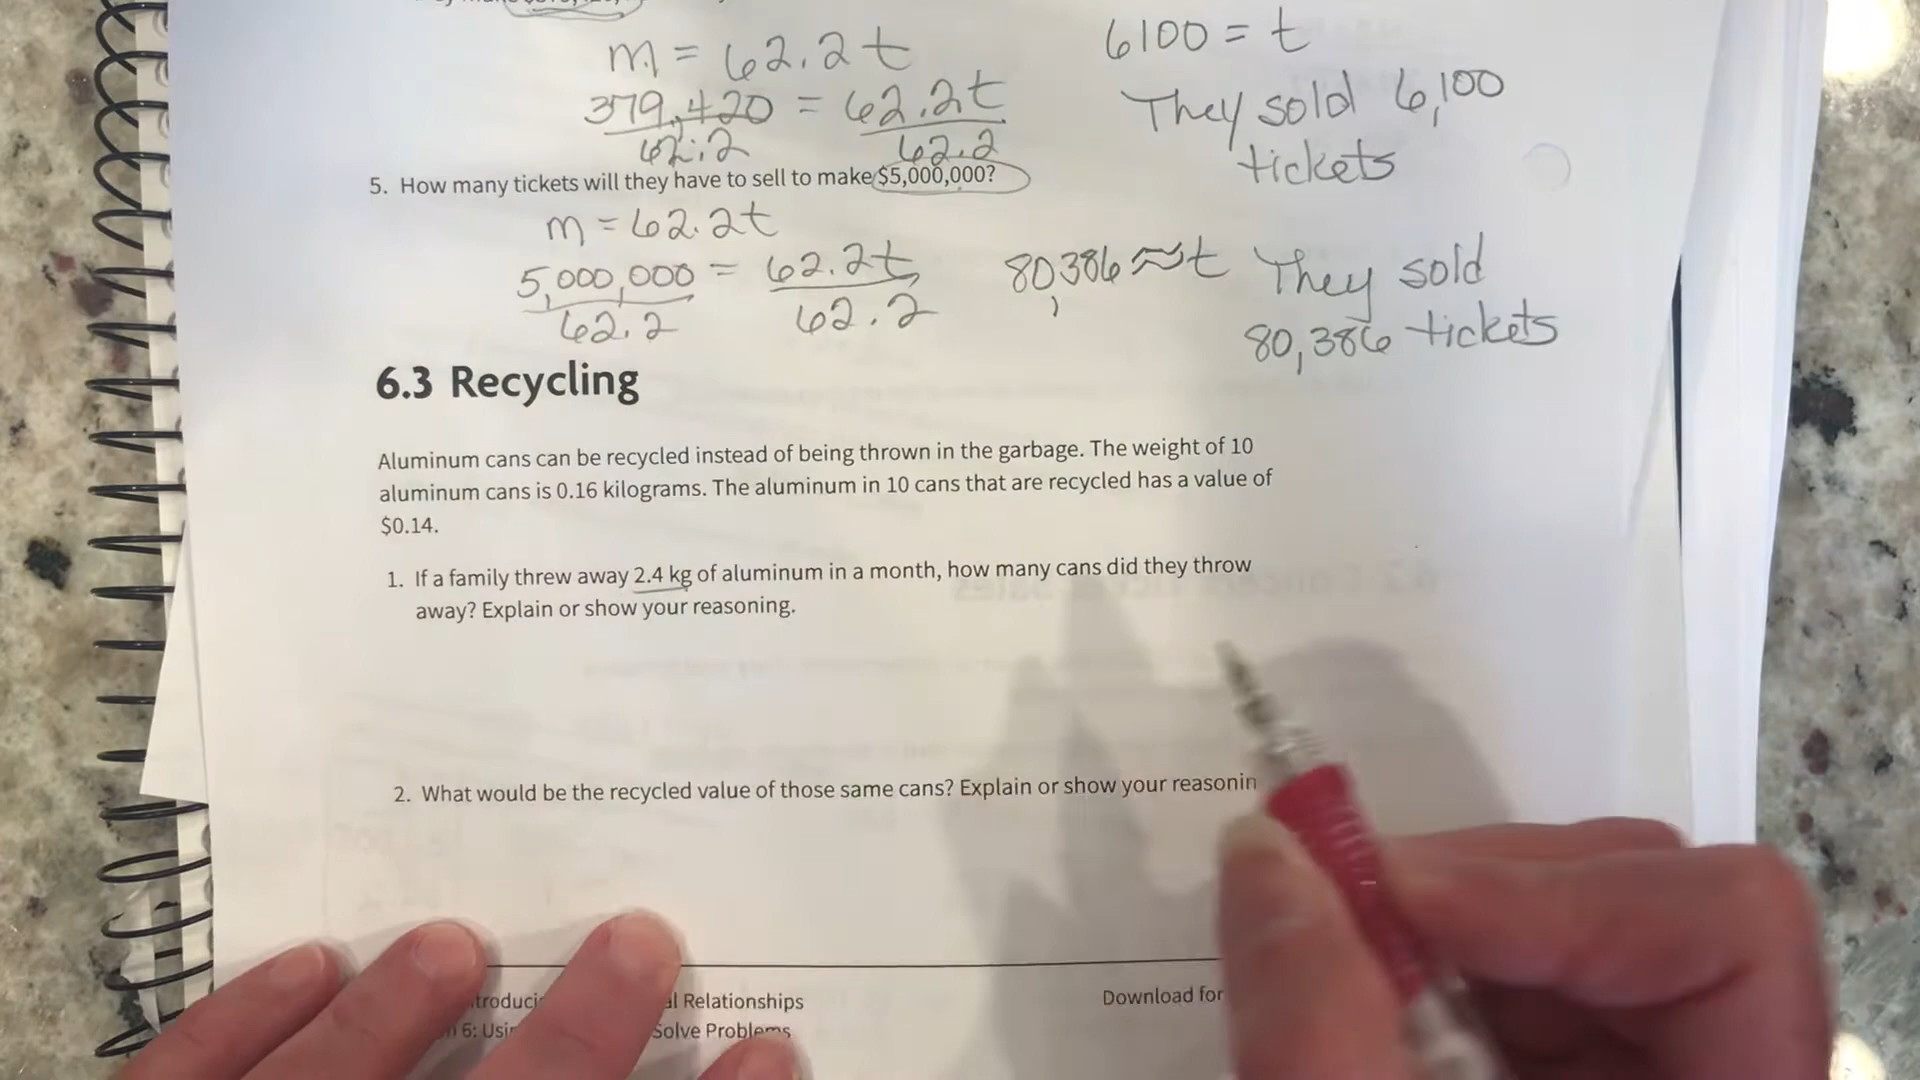 m = 62.2t
379,420 = 62.2t
62.2 62.2
6100 = t
They sold 6,100
tickets
5. How many tickets will they have to sell to make $5,000,000?
m = 62.2t
5,000,000 = 62.2t
62.2 62.2
80,386 ≈ t
They sold
80,386 tickets
6.3 Recycling
Aluminum cans can be recycled instead of being thrown in the garbage. The weight of 10
aluminum cans is 0.16 kilograms. The aluminum in 10 cans that are recycled has a value of
$0.14.
1. If a family threw away 2.4 kg of aluminum in a month, how many cans did they throw
away? Explain or show your reasoning.
2. What would be the recycled value of those same cans? Explain or show your reasonin
Relationships
Download for
6: Solve Problems